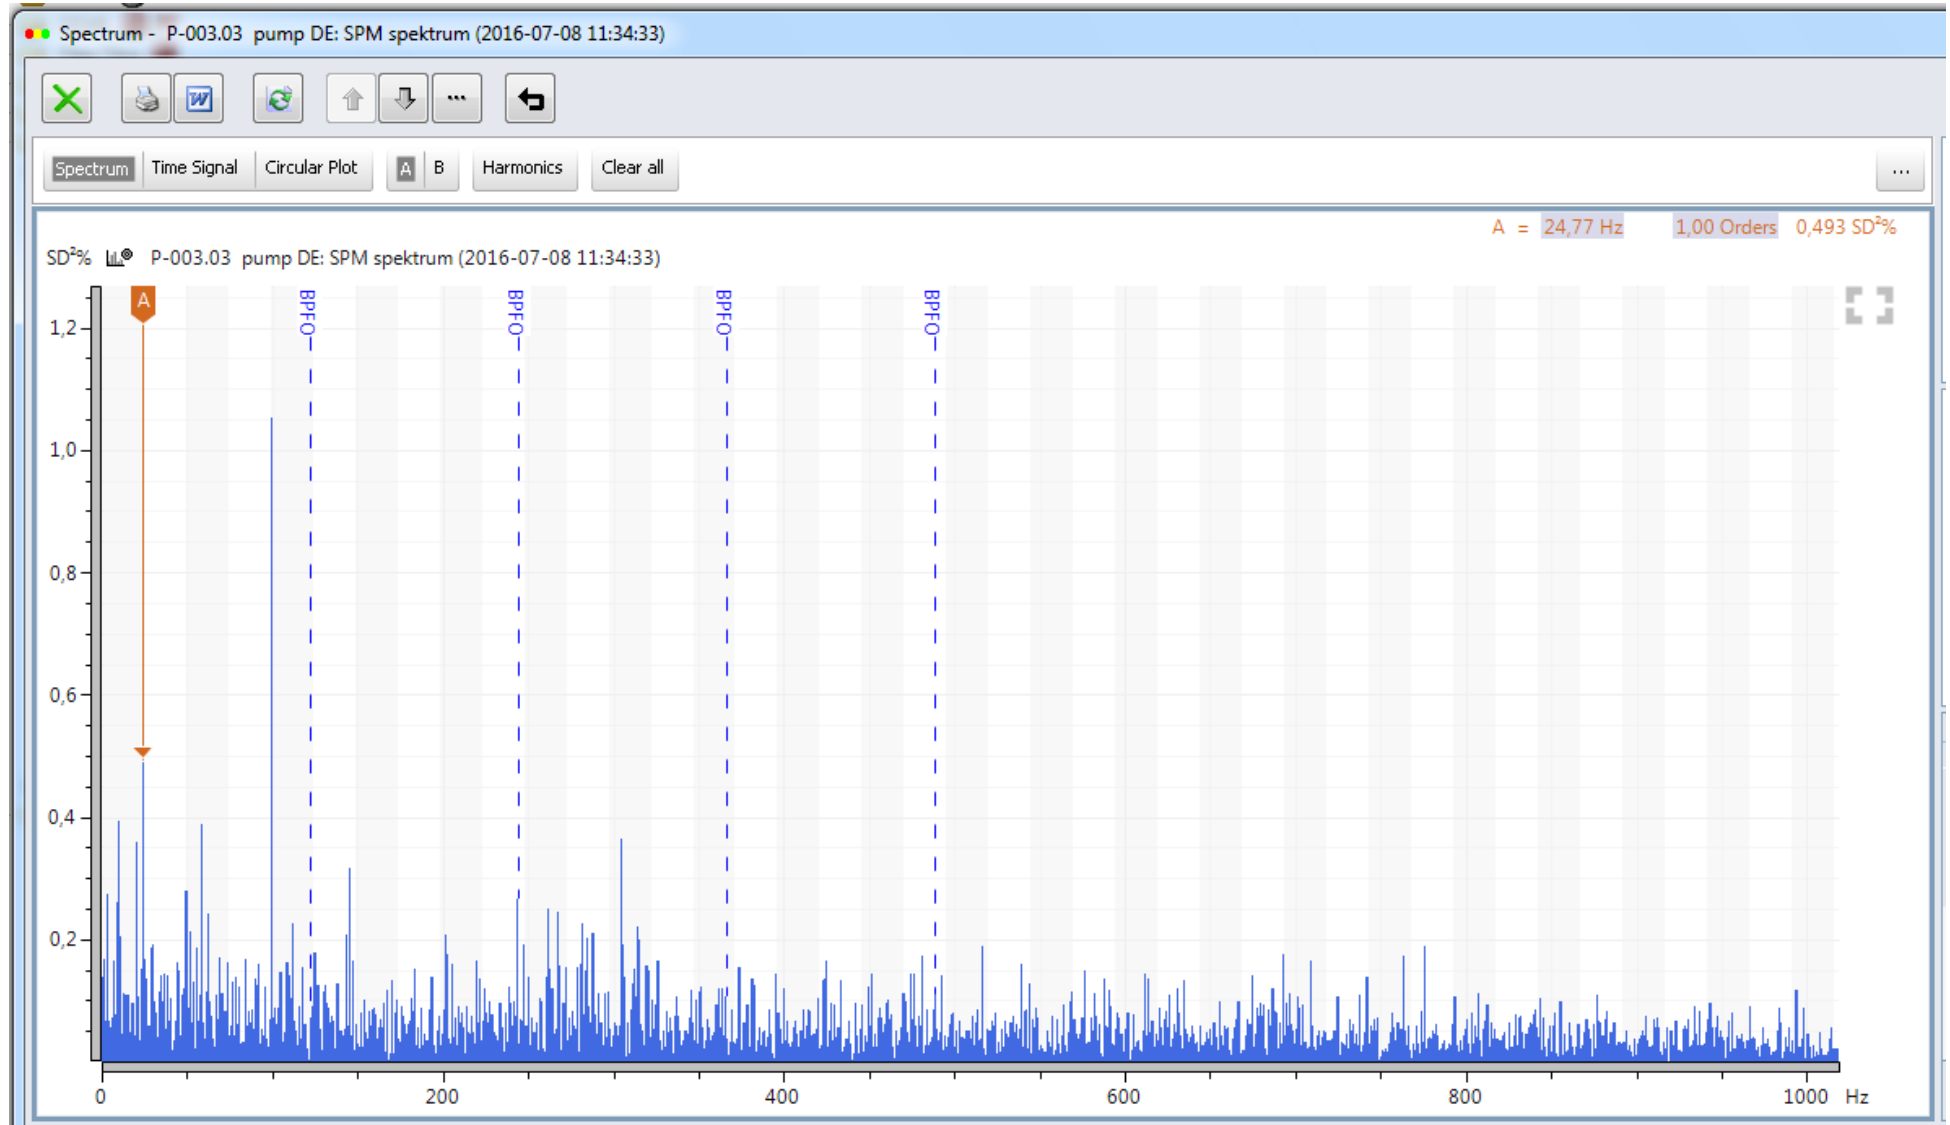 Spectrum - P-003.03 pump DE: SPM spektrum (2016-07-08 11:34:33)
W ... 
Spectrum Time Signal Circular Plot A B Harmonics Clear all ...
A = 24,77 Hz 1,00 Orders 0,493 SD²%
SD²% P-003.03 pump DE: SPM spektrum (2016-07-08 11:34:33)
A BPFO BPFO BPFO BPFO
1,2
1,0
0,8
0,6
0,4
0,2
0 200 400 600 800 1000 Hz